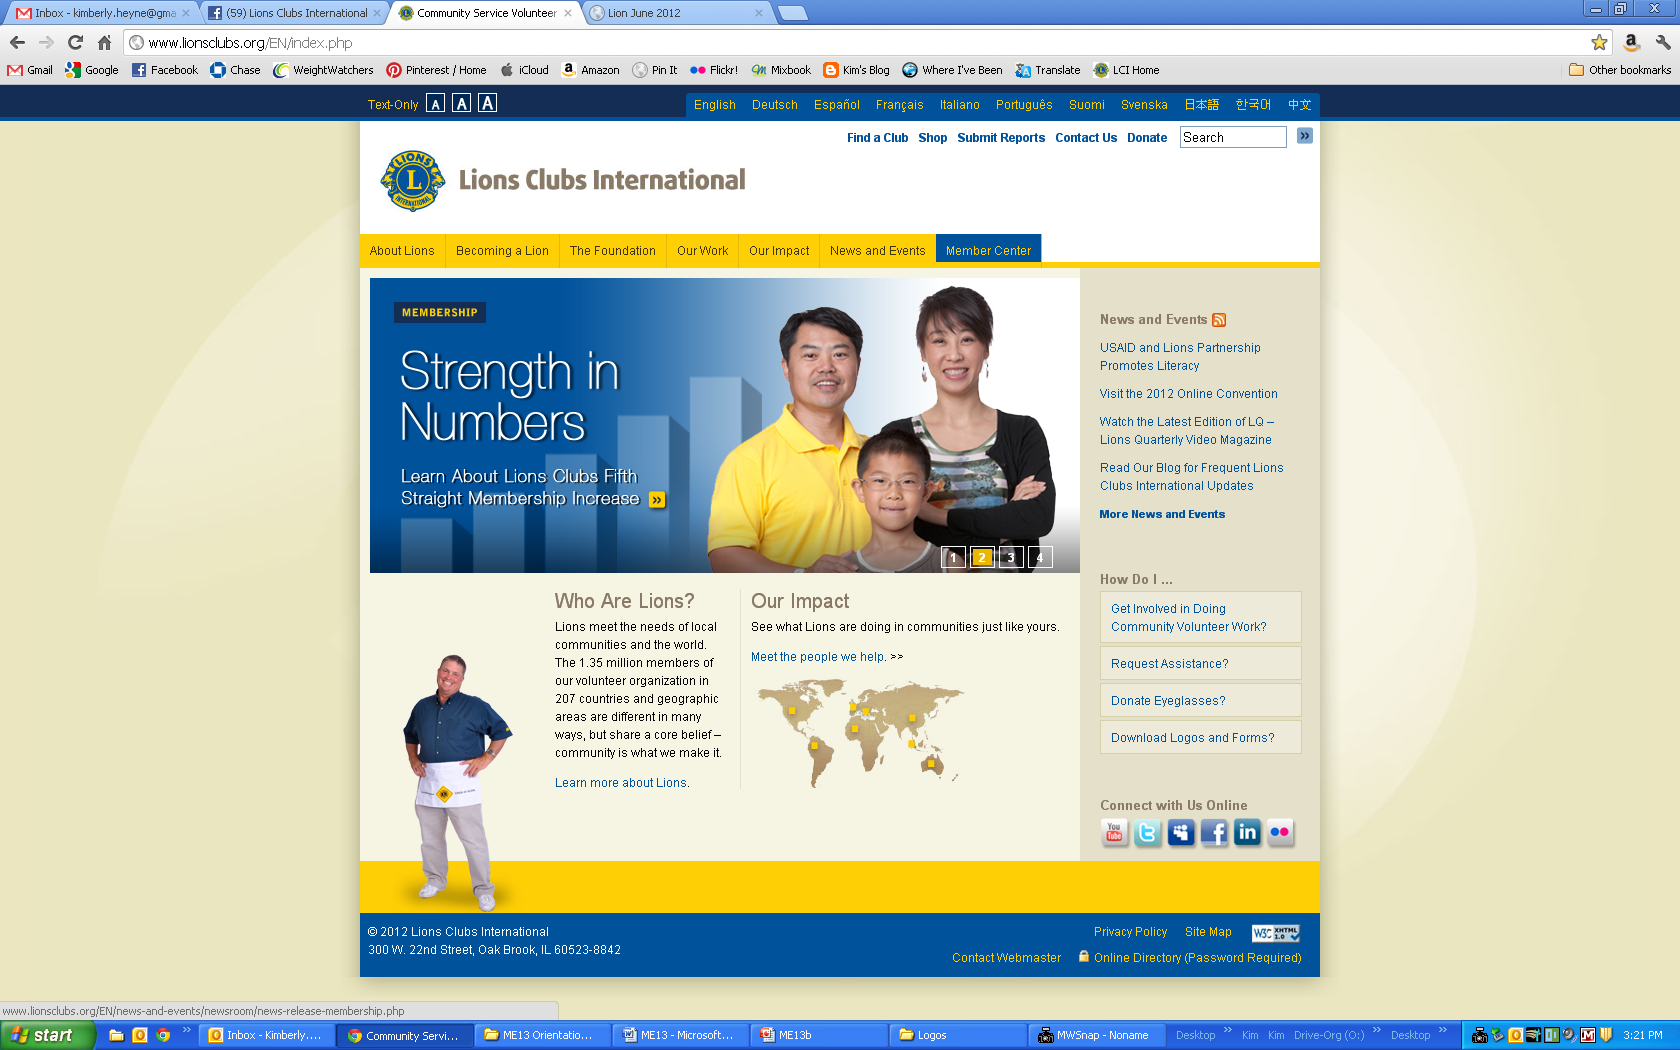 Inbox - kimberly.heyne@gma
(59) Lions Clubs International
Community Service Volunteer
Lion June 2012
www.lionsclubs.org/EN/index.php
Gmail
Google
Facebook
Chase
WeightWatchers
Pinterest / Home
iCloud
Amazon
Pin It
Flickr!
Mixbook
Kim's Blog
Where I've Been
Translate
LCI Home
Other bookmarks
Text-Only A A A
English Deutsch Español Français Italiano Português Suomi Svenska 日本語 한국어 中文
Find a Club Shop Submit Reports Contact Us Donate Search
LIONS
L
INTERNATIONAL
Lions Clubs International
About Lions
Becoming a Lion
The Foundation
Our Work
Our Impact
News and Events
Member Center
MEMBERSHIP
Strength in
Numbers
Learn About Lions Clubs Fifth
Straight Membership Increase »
1 2 3 4
News and Events
USAID and Lions Partnership
Promotes Literacy
Visit the 2012 Online Convention
Watch the Latest Edition of LQ –
Lions Quarterly Video Magazine
Read Our Blog for Frequent Lions
Clubs International Updates
More News and Events
How Do I ...
Get Involved in Doing
Community Volunteer Work?
Request Assistance?
Donate Eyeglasses?
Download Logos and Forms?
Connect with Us Online
You Tube
Who Are Lions?
Lions meet the needs of local
communities and the world.
The 1.35 million members of
our volunteer organization in
207 countries and geographic
areas are different in many
ways, but share a core belief –
community is what we make it.
Learn more about Lions.
Our Impact
See what Lions are doing in communities just like yours.
Meet the people we help. >>
© 2012 Lions Clubs International
300 W. 22nd Street, Oak Brook, IL 60523-8842
Privacy Policy Site Map W3C XHTML 1.0
Contact Webmaster Online Directory (Password Required)
www.lionsclubs.org/EN/news-and-events/newsroom/news-release-membership.php
start
Inbox - Kimberly....
Community Servi...
ME13 Orientatio...
ME13 - Microsoft...
ME13b
Logos
MWSnap - Noname
Desktop » Kim Kim Drive-Org (O:) » Desktop »
3:21 PM